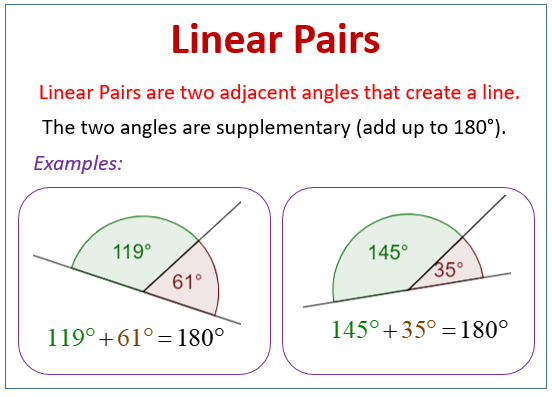 Linear Pairs
Linear Pairs are two adjacent angles that create a line.
The two angles are supplementary (add up to 180°).
Examples:
119°
61°
119° + 61° = 180°
145°
35°
145° + 35° = 180°